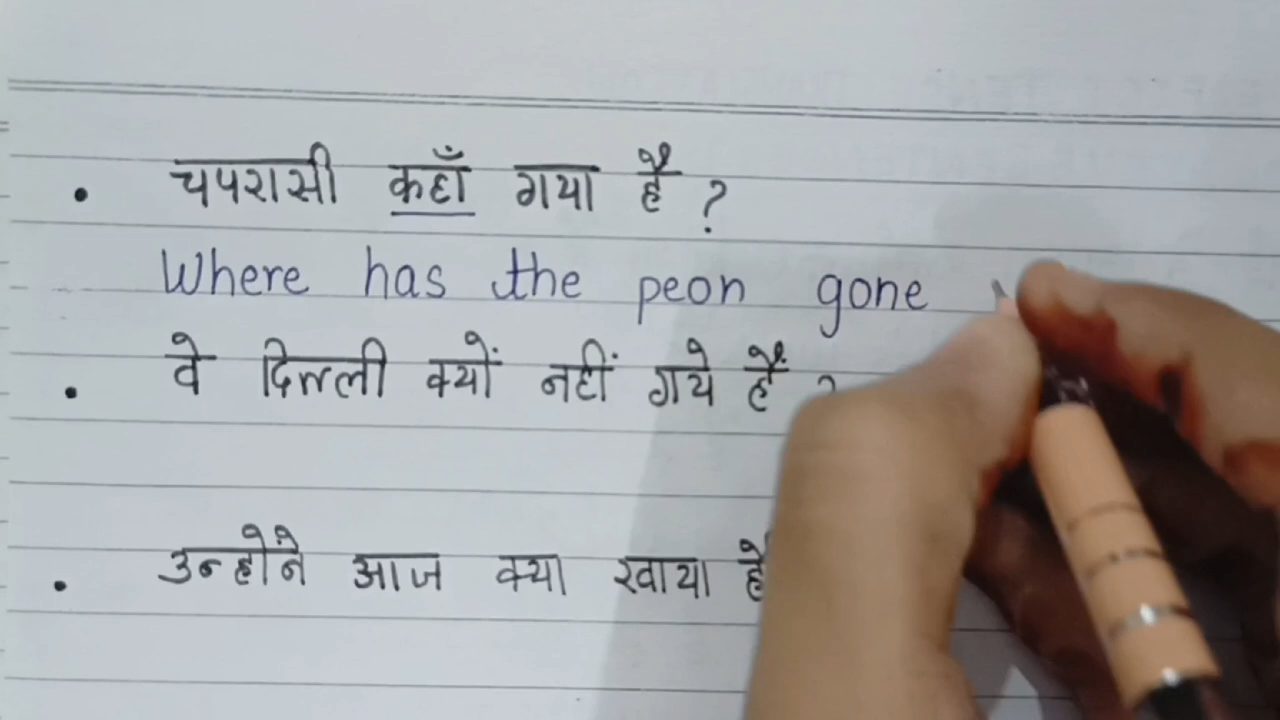 • चपरासी कहाँ गया है ?
Where has the peon gone
• वे दिल्ली क्यों नहीं गये हैं ?
• उन्होंने आज क्या खाया है